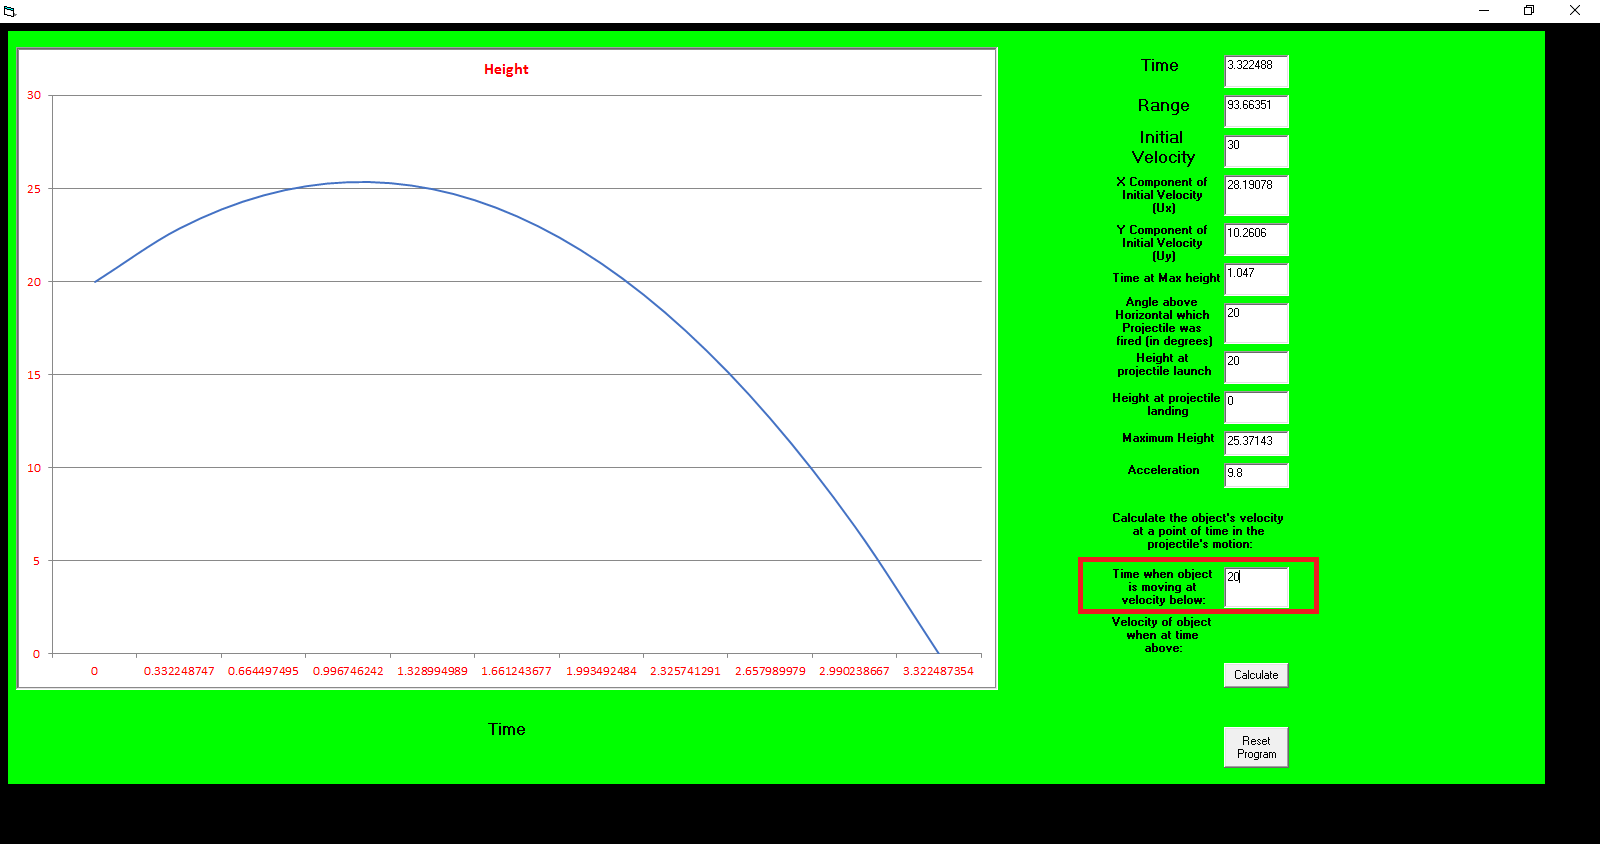 Height
30
25
20
15
10
5
0
0 0.332248747 0.664497495 0.996746242 1.328994989 1.661243677 1.993492484 2.325741291 2.657989979 2.990238667 3.322487354
Time
Time 3.322488
Range 93.66351
Initial
Velocity
30
X Component of
Initial Velocity
(Ux)
28.19078
Y Component of
Initial Velocity
(Uy)
10.2606
Time at Max height 1.047
Angle above
Horizontal which
Projectile was
fired (in degrees)
20
Height at
projectile launch
20
Height at projectile
landing
0
Maximum Height 25.37143
Acceleration 9.8
Calculate the object's velocity
at a point of time in the
projectile's motion:
Time when object
is moving at
velocity below:
20
Velocity of object
when at time
above:
Calculate
Reset
Program